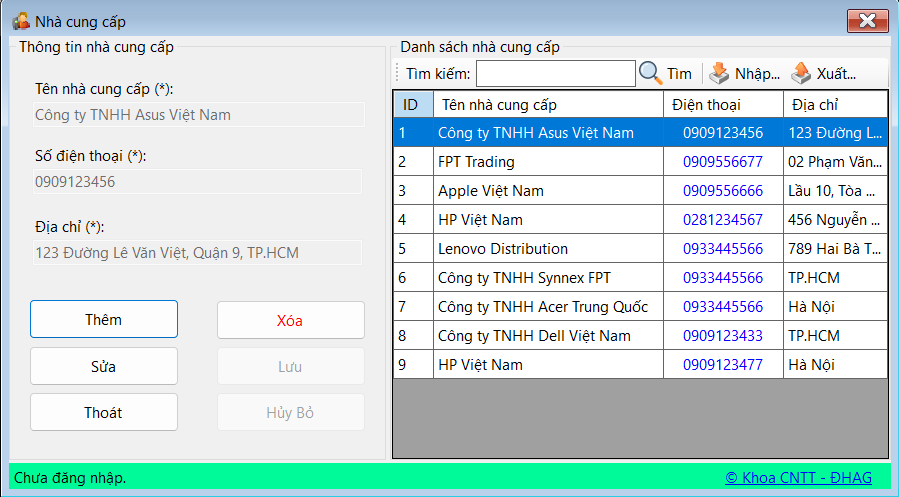 Nhà cung cấp
Thông tin nhà cung cấp
Tên nhà cung cấp (*):
Công ty TNHH Asus Việt Nam
Số điện thoại (*):
0909123456
Địa chỉ (*):
123 Đường Lê Văn Việt, Quận 9, TP.HCM
Thêm Xóa
Sửa Lưu
Thoát Hủy Bỏ
Danh sách nhà cung cấp
Tìm kiếm: Tìm Nhập... Xuất...
ID Tên nhà cung cấp Điện thoại Địa chỉ
1 Công ty TNHH Asus Việt Nam 0909123456 123 Đường L...
2 FPT Trading 0909556677 02 Phạm Văn...
3 Apple Việt Nam 0909556666 Lầu 10, Tòa ...
4 HP Việt Nam 0281234567 456 Nguyễn ...
5 Lenovo Distribution 0933445566 789 Hai Bà T...
6 Công ty TNHH Synnex FPT 0933445566 TP.HCM
7 Công ty TNHH Acer Trung Quốc 0933445566 Hà Nội
8 Công ty TNHH Dell Việt Nam 0909123433 TP.HCM
9 HP Việt Nam 0909123477 Hà Nội
Chưa đăng nhập. © Khoa CNTT - ĐHAG